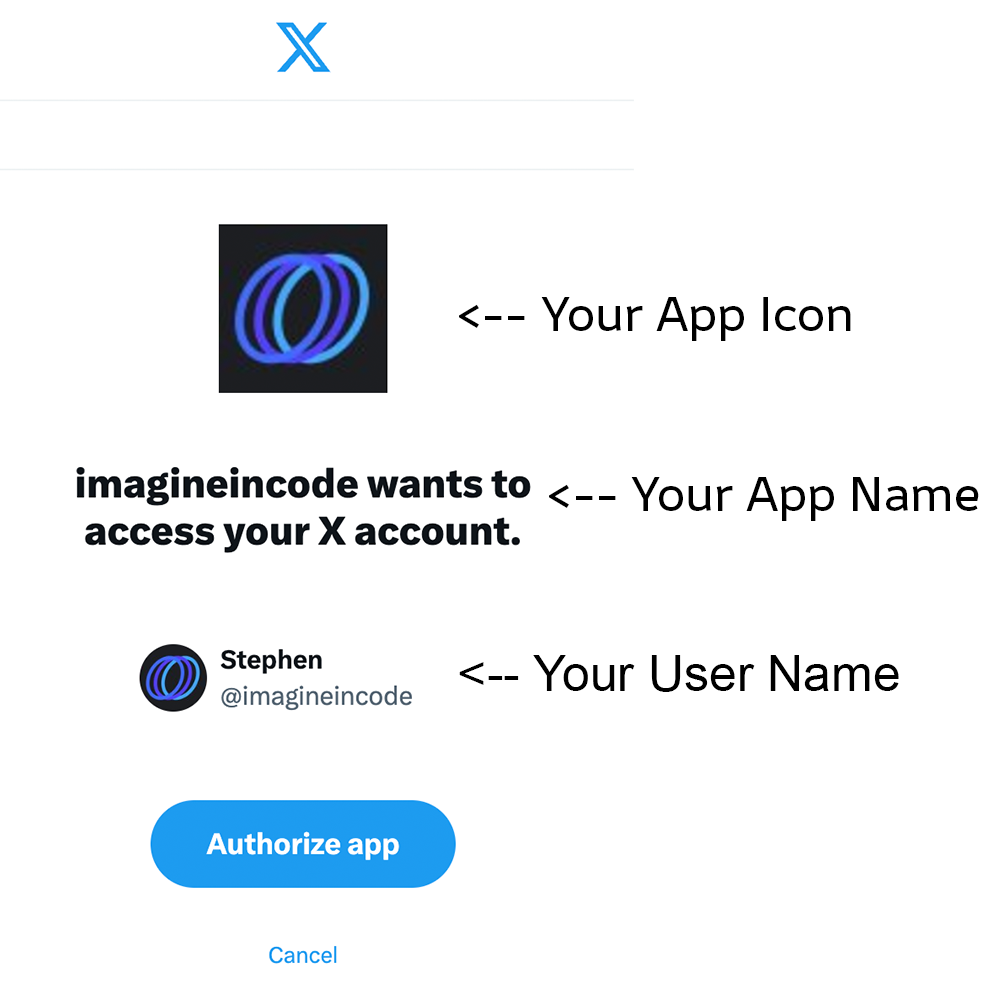 X
<-- Your App Icon
imagineincode wants to <-- Your App Name
access your X account.
Stephen
@imagineincode
<-- Your User Name
Authorize app
Cancel